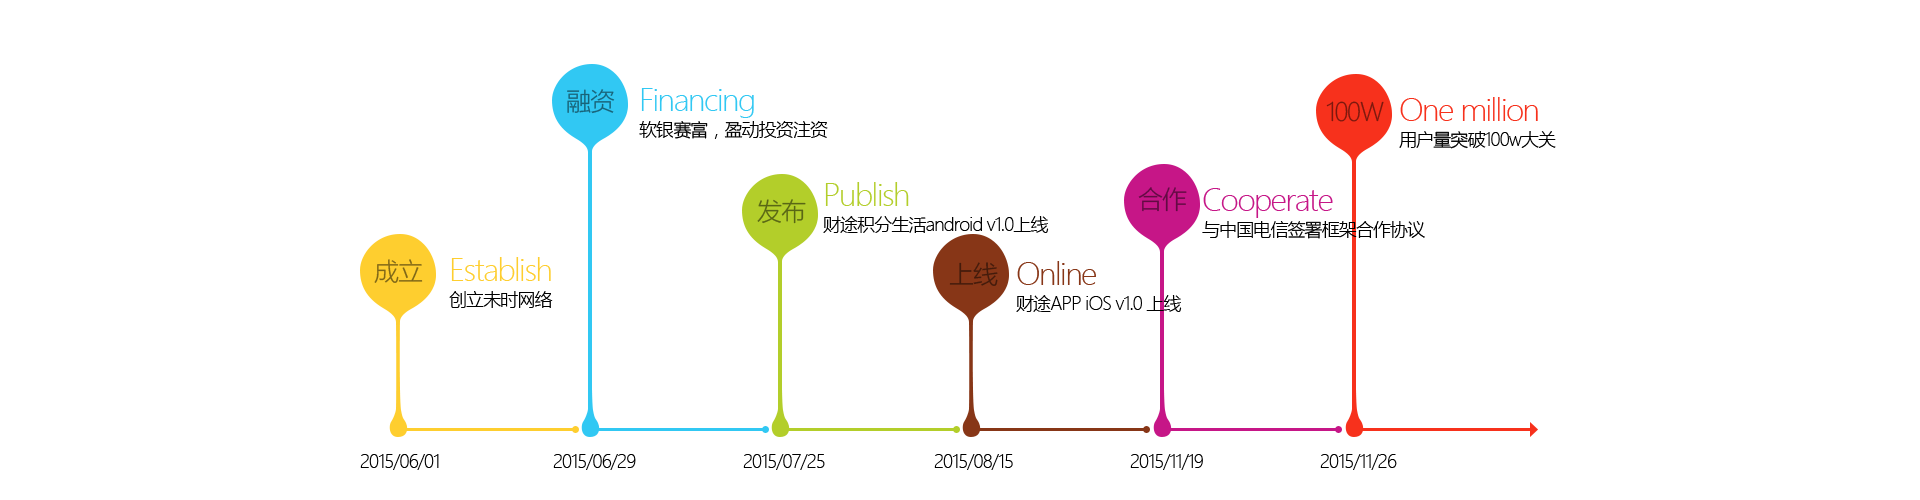 成立
Establish
创立未时网络
2015/06/01
融资
Financing
软银赛富，盈动投资注资
2015/06/29
发布
Publish
财途积分生活android v1.0上线
2015/07/25
上线
Online
财途APP iOS v1.0 上线
2015/08/15
合作
Cooperate
与中国电信签署框架合作协议
2015/11/19
100W
One million
用户量突破100w大关
2015/11/26